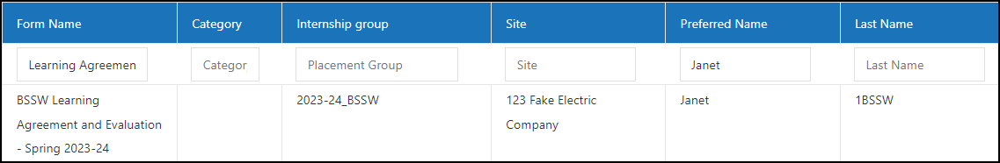 Form Name Category Internship group Site Preferred Name Last Name
Learning Agreemen Categor Placement Group Site Janet Last Name
BSSW Learning 2023-24_BSSW 123 Fake Electric Janet 1BSSW
Agreement and Evaluation Company
- Spring 2023-24